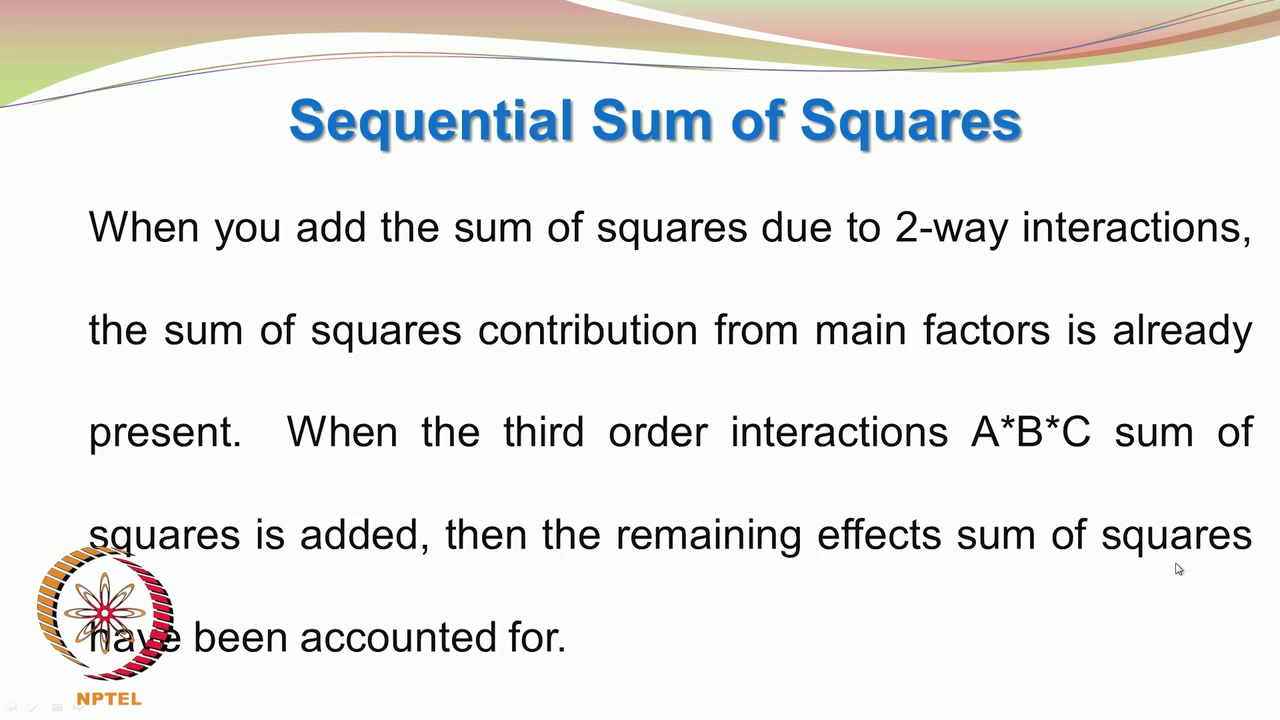 Sequential Sum of Squares
When you add the sum of squares due to 2-way interactions,
the sum of squares contribution from main factors is already
present. When the third order interactions A*B*C sum of
squares is added, then the remaining effects sum of squares
have been accounted for.
NPTEL